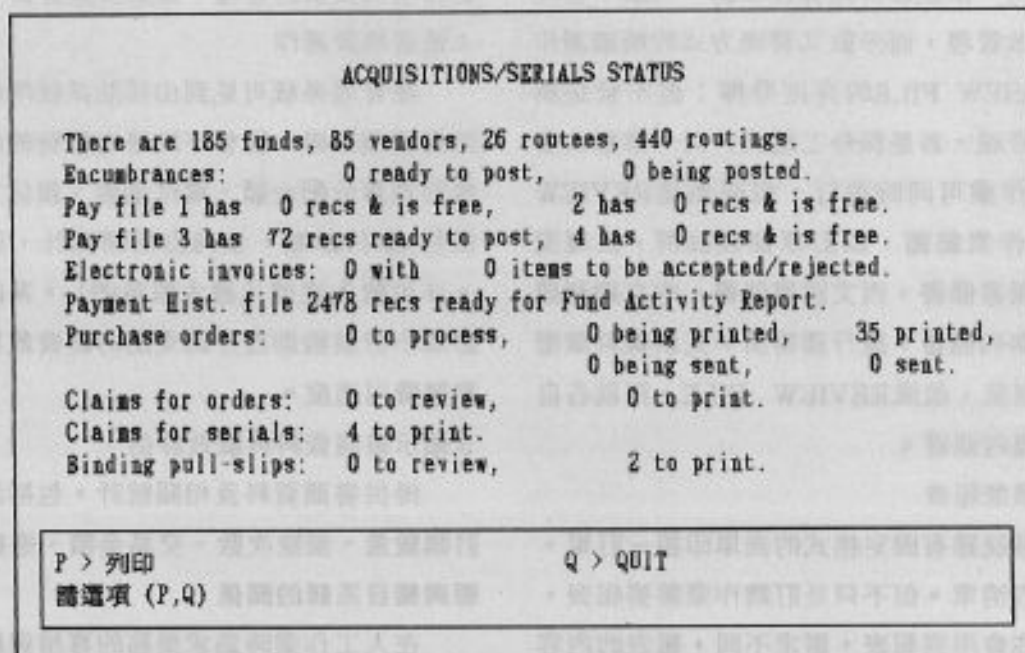 ACQUISITIONS/SERIALS STATUS
There are 185 funds, 85 vendors, 26 routees, 440 routings.
Encumbrances: 0 ready to post, 0 being posted.
Pay file 1 has 0 recs & is free, 2 has 0 recs & is free.
Pay file 3 has 72 recs ready to post, 4 has 0 recs & is free.
Electronic invoices: 0 with 0 items to be accepted/rejected.
Payment Hist. file 2478 recs ready for Fund Activity Report.
Purchase orders: 0 to process, 0 being printed, 35 printed,
0 being sent, 0 sent.
Claims for orders: 0 to review, 0 to print.
Claims for serials: 4 to print.
Binding pull-slips: 0 to review, 2 to print.
P > 列印 Q > QUIT
請選項 (P,Q)